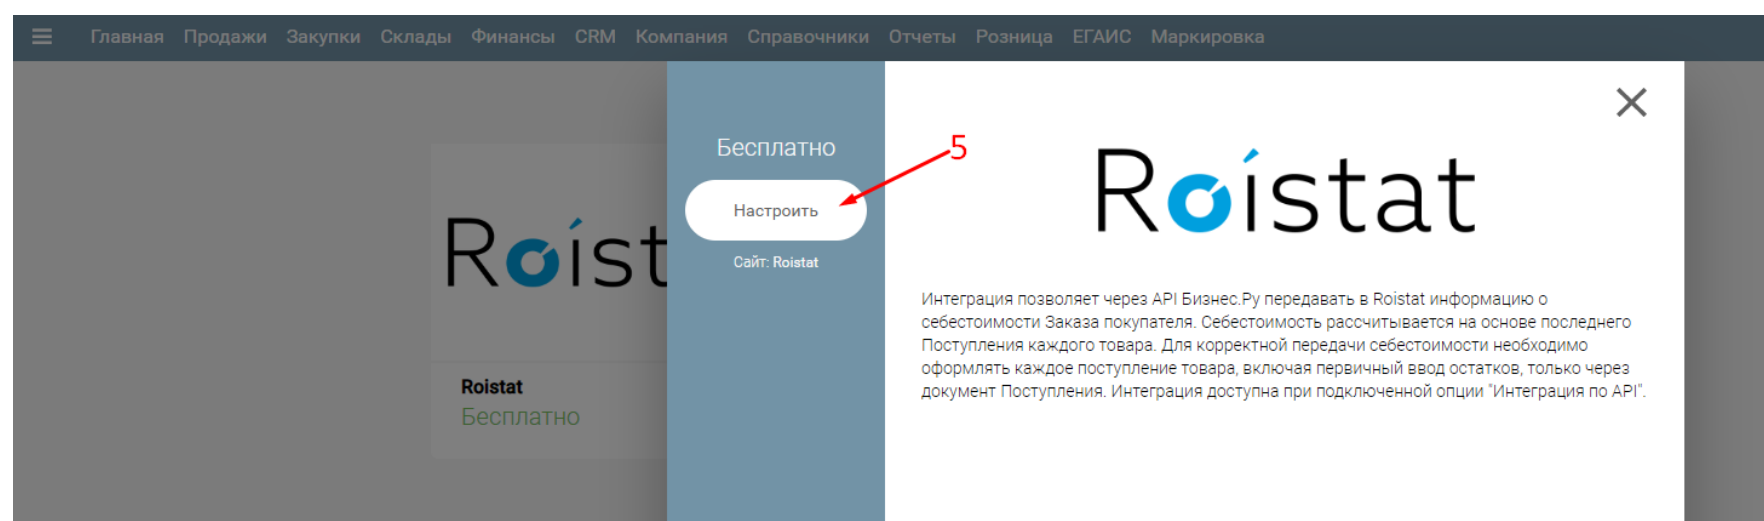 Главная Продажи Закупки Склады Финансы CRM Компания Справочники Отчеты Розница ЕГАИС Маркировка
Roist
Roistat
Бесплатно
Бесплатно
5
Настроить
Сайт: Roistat
Roistat
Интеграция позволяет через API Бизнес.Ру передавать в Roistat информацию о
себестоимости Заказа покупателя. Себестоимость рассчитывается на основе последнего
Поступления каждого товара. Для корректной передачи себестоимости необходимо
оформлять каждое поступление товара, включая первичный ввод остатков, только через
документ Поступления. Интеграция доступна при подключенной опции "Интеграция по API".